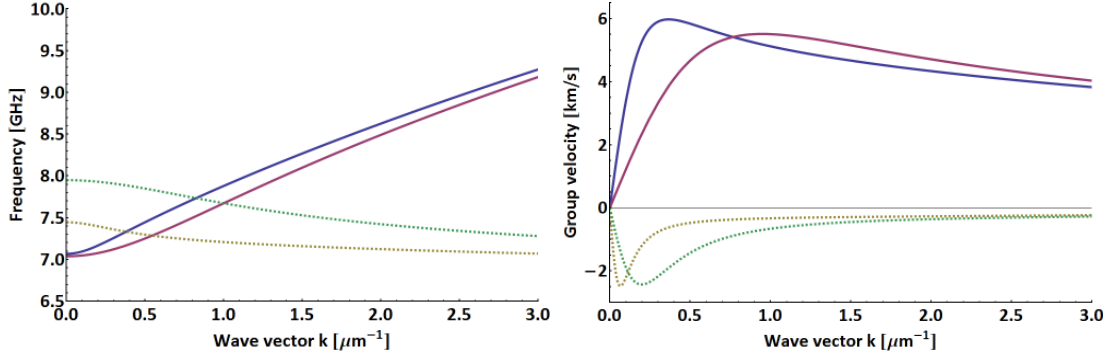 10.0
9.5
9.0
8.5
8.0
7.5
7.0
6.5
Frequency [GHz]
0.0 0.5 1.0 1.5 2.0 2.5 3.0
Wave vector k [μm⁻¹]
6
4
2
0
−2
Group velocity [km/s]
0.0 0.5 1.0 1.5 2.0 2.5 3.0
Wave vector k [μm⁻¹]